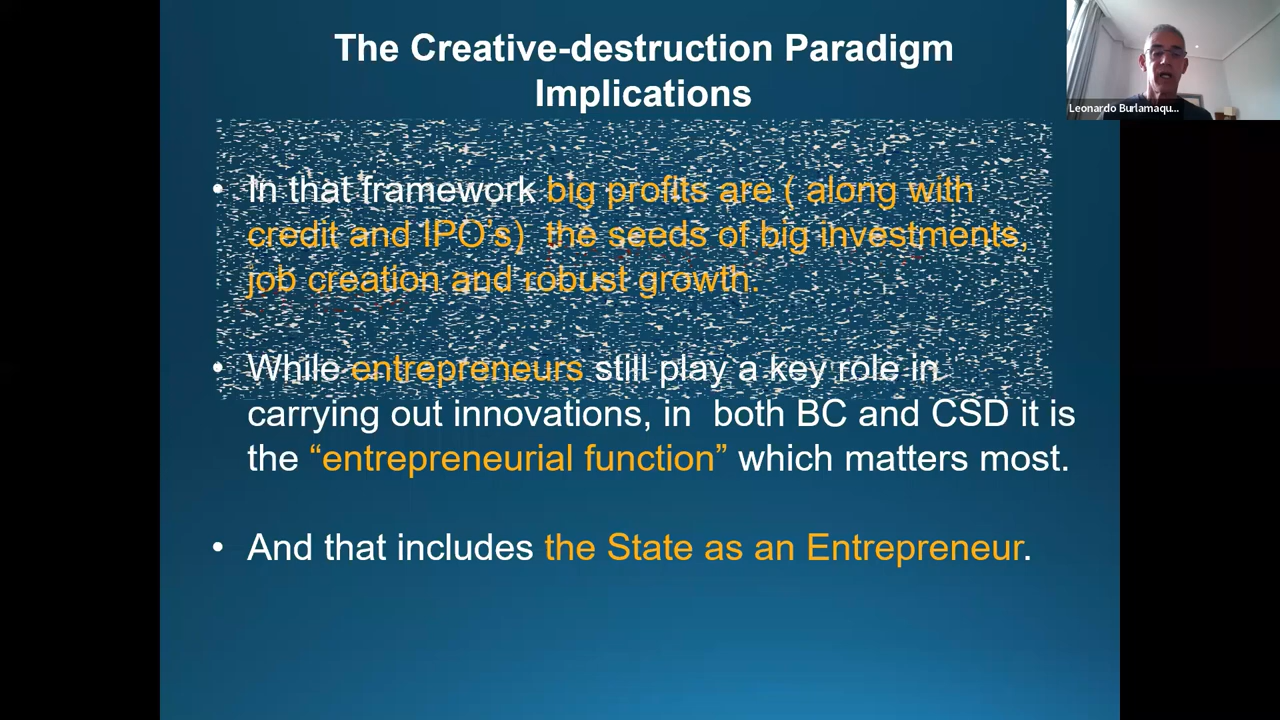 The Creative-destruction Paradigm
Implications
• In that framework big profits are ( along with
credit and IPO's) the seeds of big investments,
job creation and robust growth.
• While entrepreneurs still play a key role in
carrying out innovations, in both BC and CSD it is
the “entrepreneurial function” which matters most.
• And that includes the State as an Entrepreneur.
Leonardo Burlamaqu...